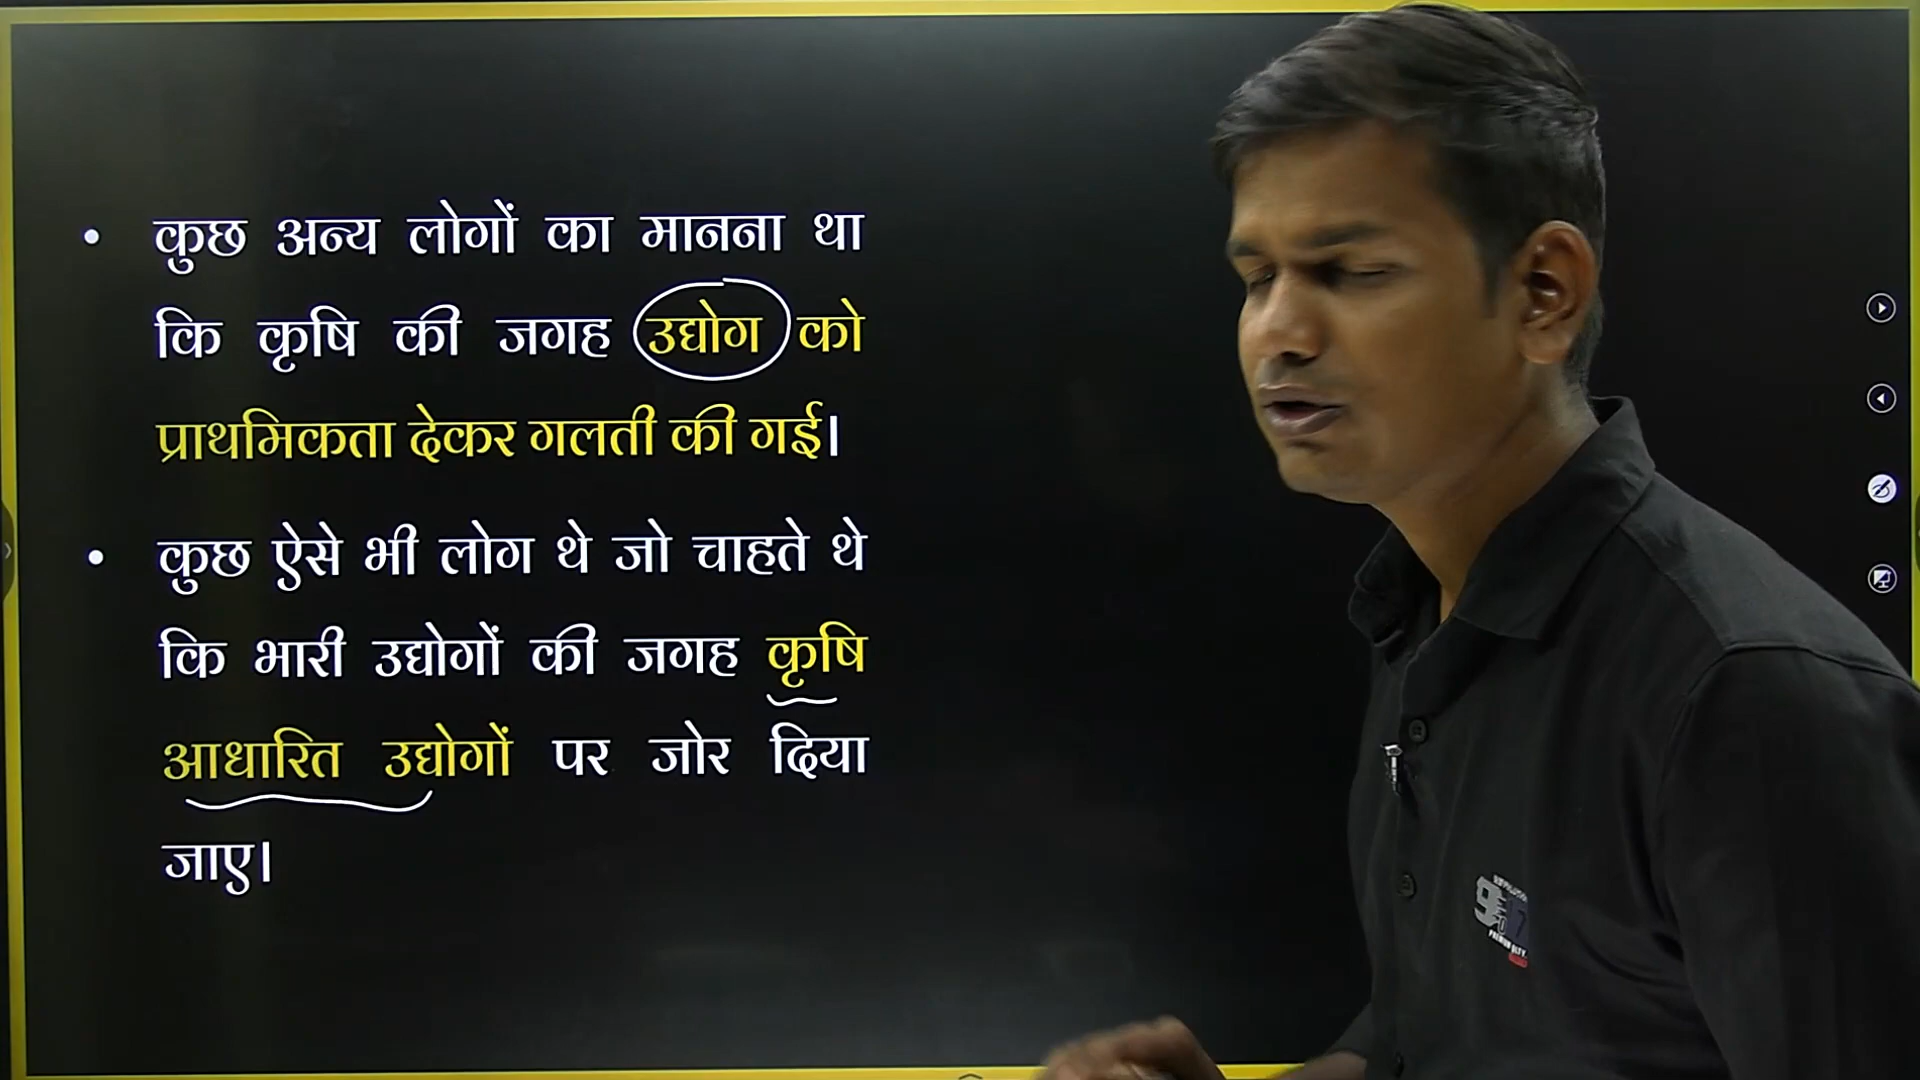 • कुछ अन्य लोगों का मानना था
कि कृषि की जगह उद्योग को
प्राथमिकता देकर गलती की गई।
• कुछ ऐसे भी लोग थे जो चाहते थे
कि भारी उद्योगों की जगह कृषि
आधारित उद्योगों पर जोर दिया
जाए।